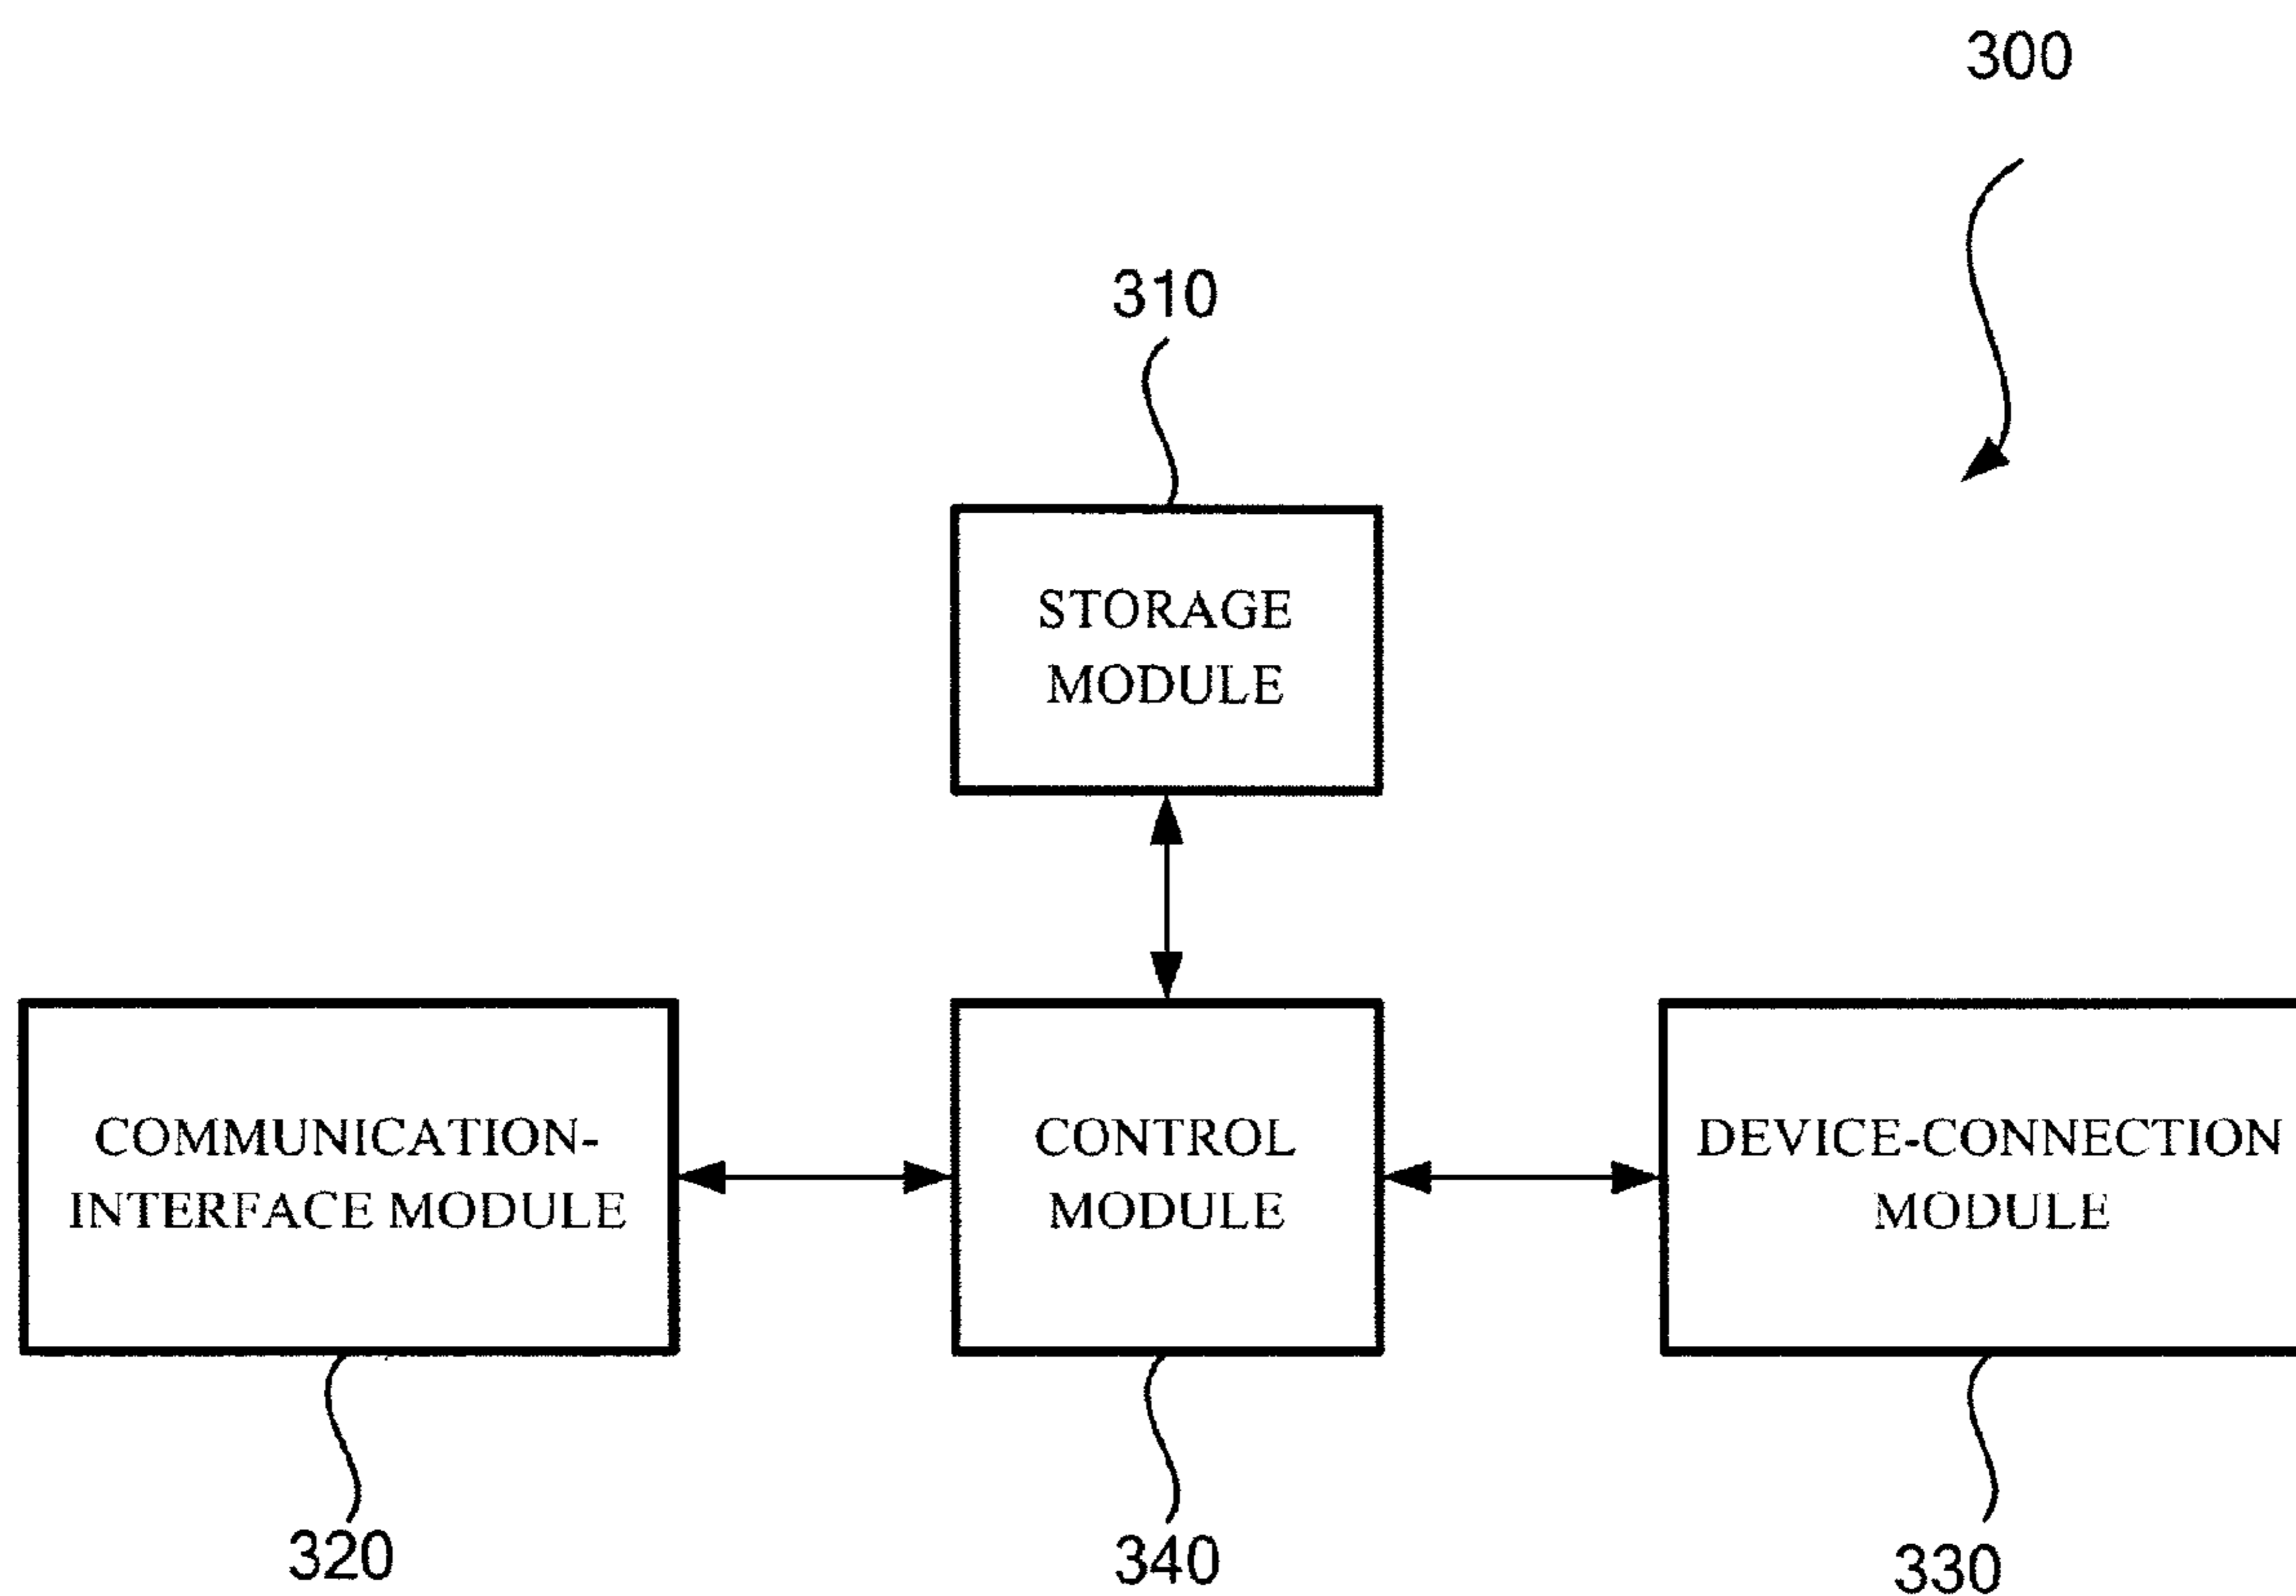 300
310
STORAGE
MODULE
COMMUNICATION-
INTERFACE MODULE
CONTROL
MODULE
DEVICE-CONNECTION
MODULE
320
340
330